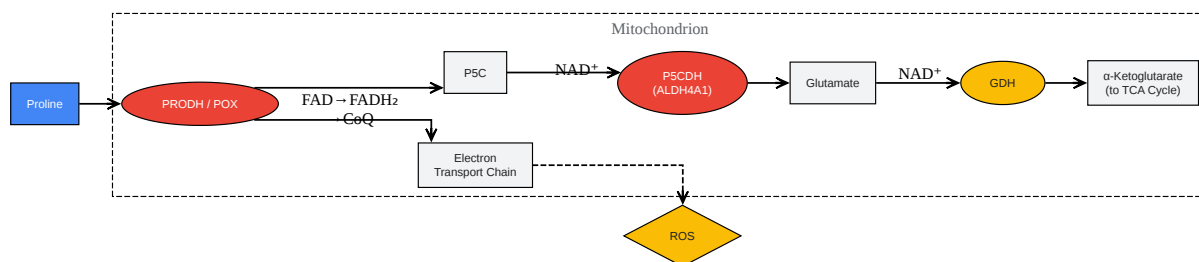 Mitochondrion
Proline
PRODH / POX
FAD→FADH₂
→CoQ
P5C
NAD⁺
P5CDH
(ALDH4A1)
Glutamate
NAD⁺
GDH
α-Ketoglutarate
(to TCA Cycle)
Electron
Transport Chain
ROS